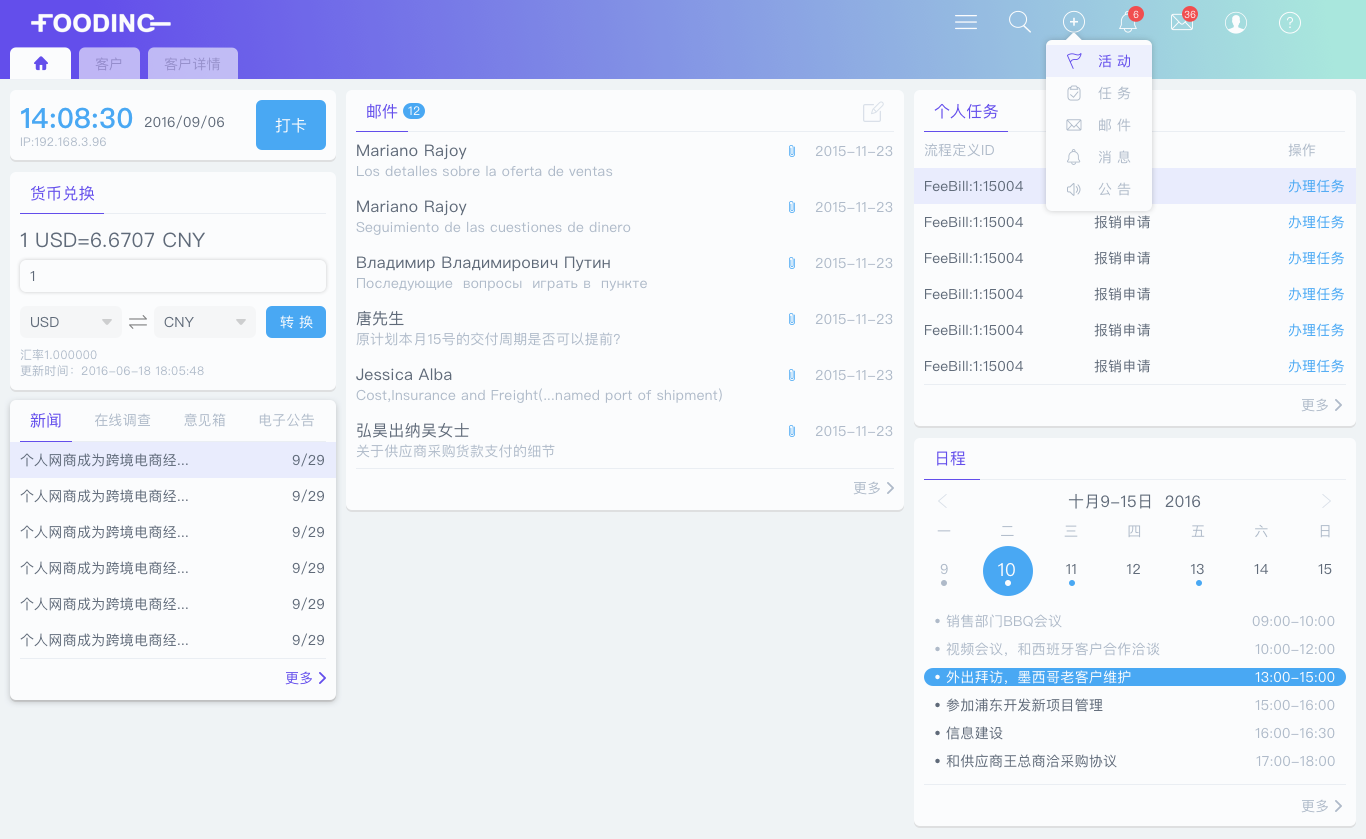 FOODINC
6
36
?
客户
客户详情
活 动
任 务
邮 件
消 息
公 告
14:08:30 2016/09/06
IP:192.168.3.96
打卡
货币兑换
1 USD=6.6707 CNY
1
USD CNY 转 换
汇率1.000000
更新时间：2016-06-18 18:05:48
新闻 在线调查 意见箱 电子公告
个人网商成为跨境电商经... 9/29
个人网商成为跨境电商经... 9/29
个人网商成为跨境电商经... 9/29
个人网商成为跨境电商经... 9/29
个人网商成为跨境电商经... 9/29
个人网商成为跨境电商经... 9/29
更多
邮件 12
Mariano Rajoy 2015-11-23
Los detalles sobre la oferta de ventas
Mariano Rajoy 2015-11-23
Seguimiento de las cuestiones de dinero
Владимир Владимирович Путин 2015-11-23
Последующие вопросы играть в пункте
唐先生 2015-11-23
原计划本月15号的交付周期是否可以提前?
Jessica Alba 2015-11-23
Cost,Insurance and Freight(...named port of shipment)
弘昊出纳吴女士 2015-11-23
关于供应商采购货款支付的细节
更多
个人任务
流程定义ID 操作
FeeBill:1:15004 办理任务
FeeBill:1:15004 报销申请 办理任务
FeeBill:1:15004 报销申请 办理任务
FeeBill:1:15004 报销申请 办理任务
FeeBill:1:15004 报销申请 办理任务
FeeBill:1:15004 报销申请 办理任务
更多
日程
十月9-15日 2016
一 二 三 四 五 六 日
9 10 11 12 13 14 15
• 销售部门BBQ会议 09:00-10:00
• 视频会议，和西班牙客户合作洽谈 10:00-12:00
• 外出拜访，墨西哥老客户维护 13:00-15:00
• 参加浦东开发新项目管理 15:00-16:00
• 信息建设 16:00-16:30
• 和供应商王总商洽采购协议 17:00-18:00
更多